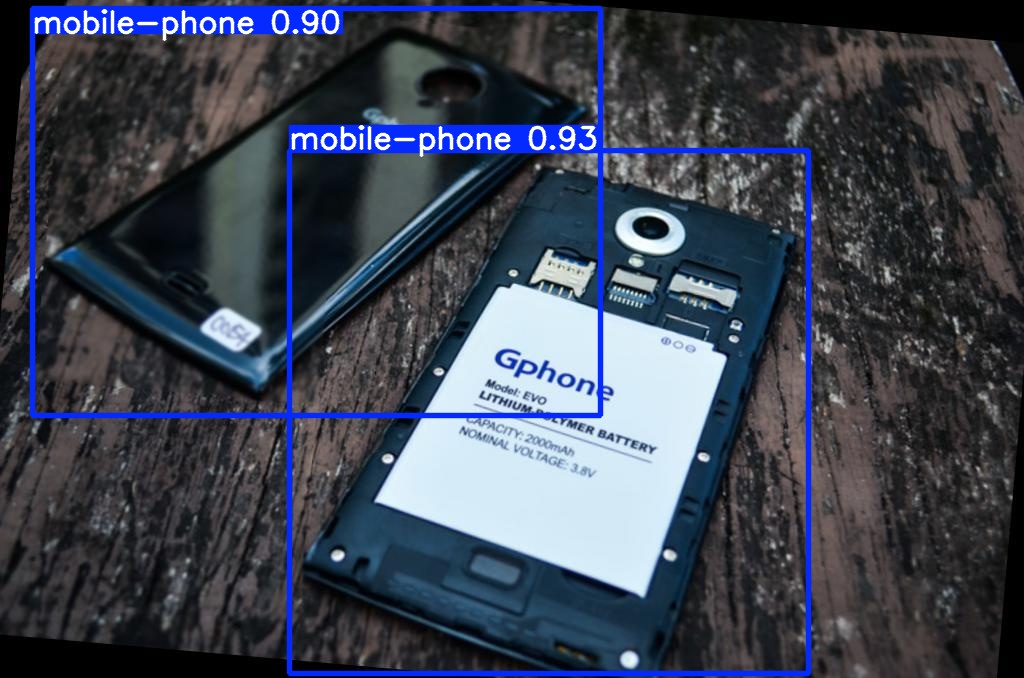 mobile-phone 0.90
mobile-phone 0.93
0054
Gphone
Model: EVO
LITHIUM-POLYMER BATTERY
CAPACITY: 2000mAh
NOMINAL VOLTAGE: 3.8V